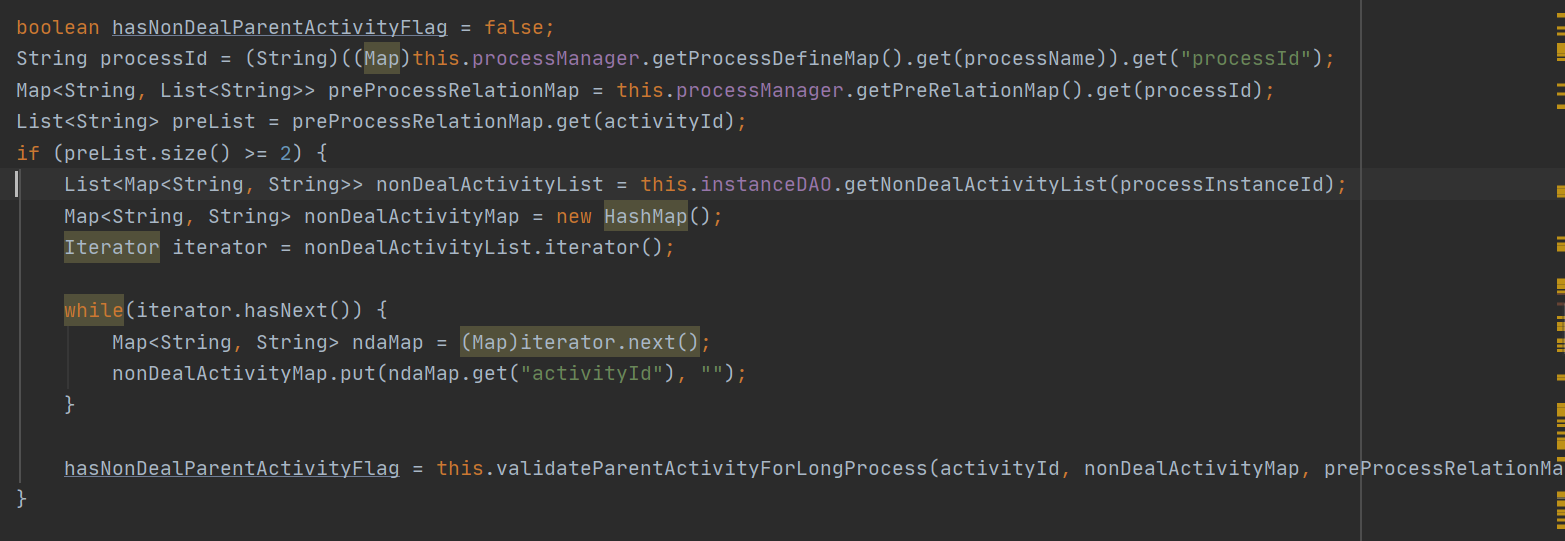 boolean hasNonDealParentActivityFlag = false;
String processId = (String)((Map)this.processManager.getProcessDefineMap().get(processName)).get("processId");
Map<String, List<String>> preProcessRelationMap = this.processManager.getPreRelationMap().get(processId);
List<String> preList = preProcessRelationMap.get(activityId);
if (preList.size() >= 2) {
    List<Map<String, String>> nonDealActivityList = this.instanceDAO.getNonDealActivityList(processInstanceId);
    Map<String, String> nonDealActivityMap = new HashMap();
    Iterator iterator = nonDealActivityList.iterator();

    while(iterator.hasNext()) {
        Map<String, String> ndaMap = (Map)iterator.next();
        nonDealActivityMap.put(ndaMap.get("activityId"), "");
    }

    hasNonDealParentActivityFlag = this.validateParentActivityForLongProcess(activityId, nonDealActivityMap, preProcessRelationMa
}